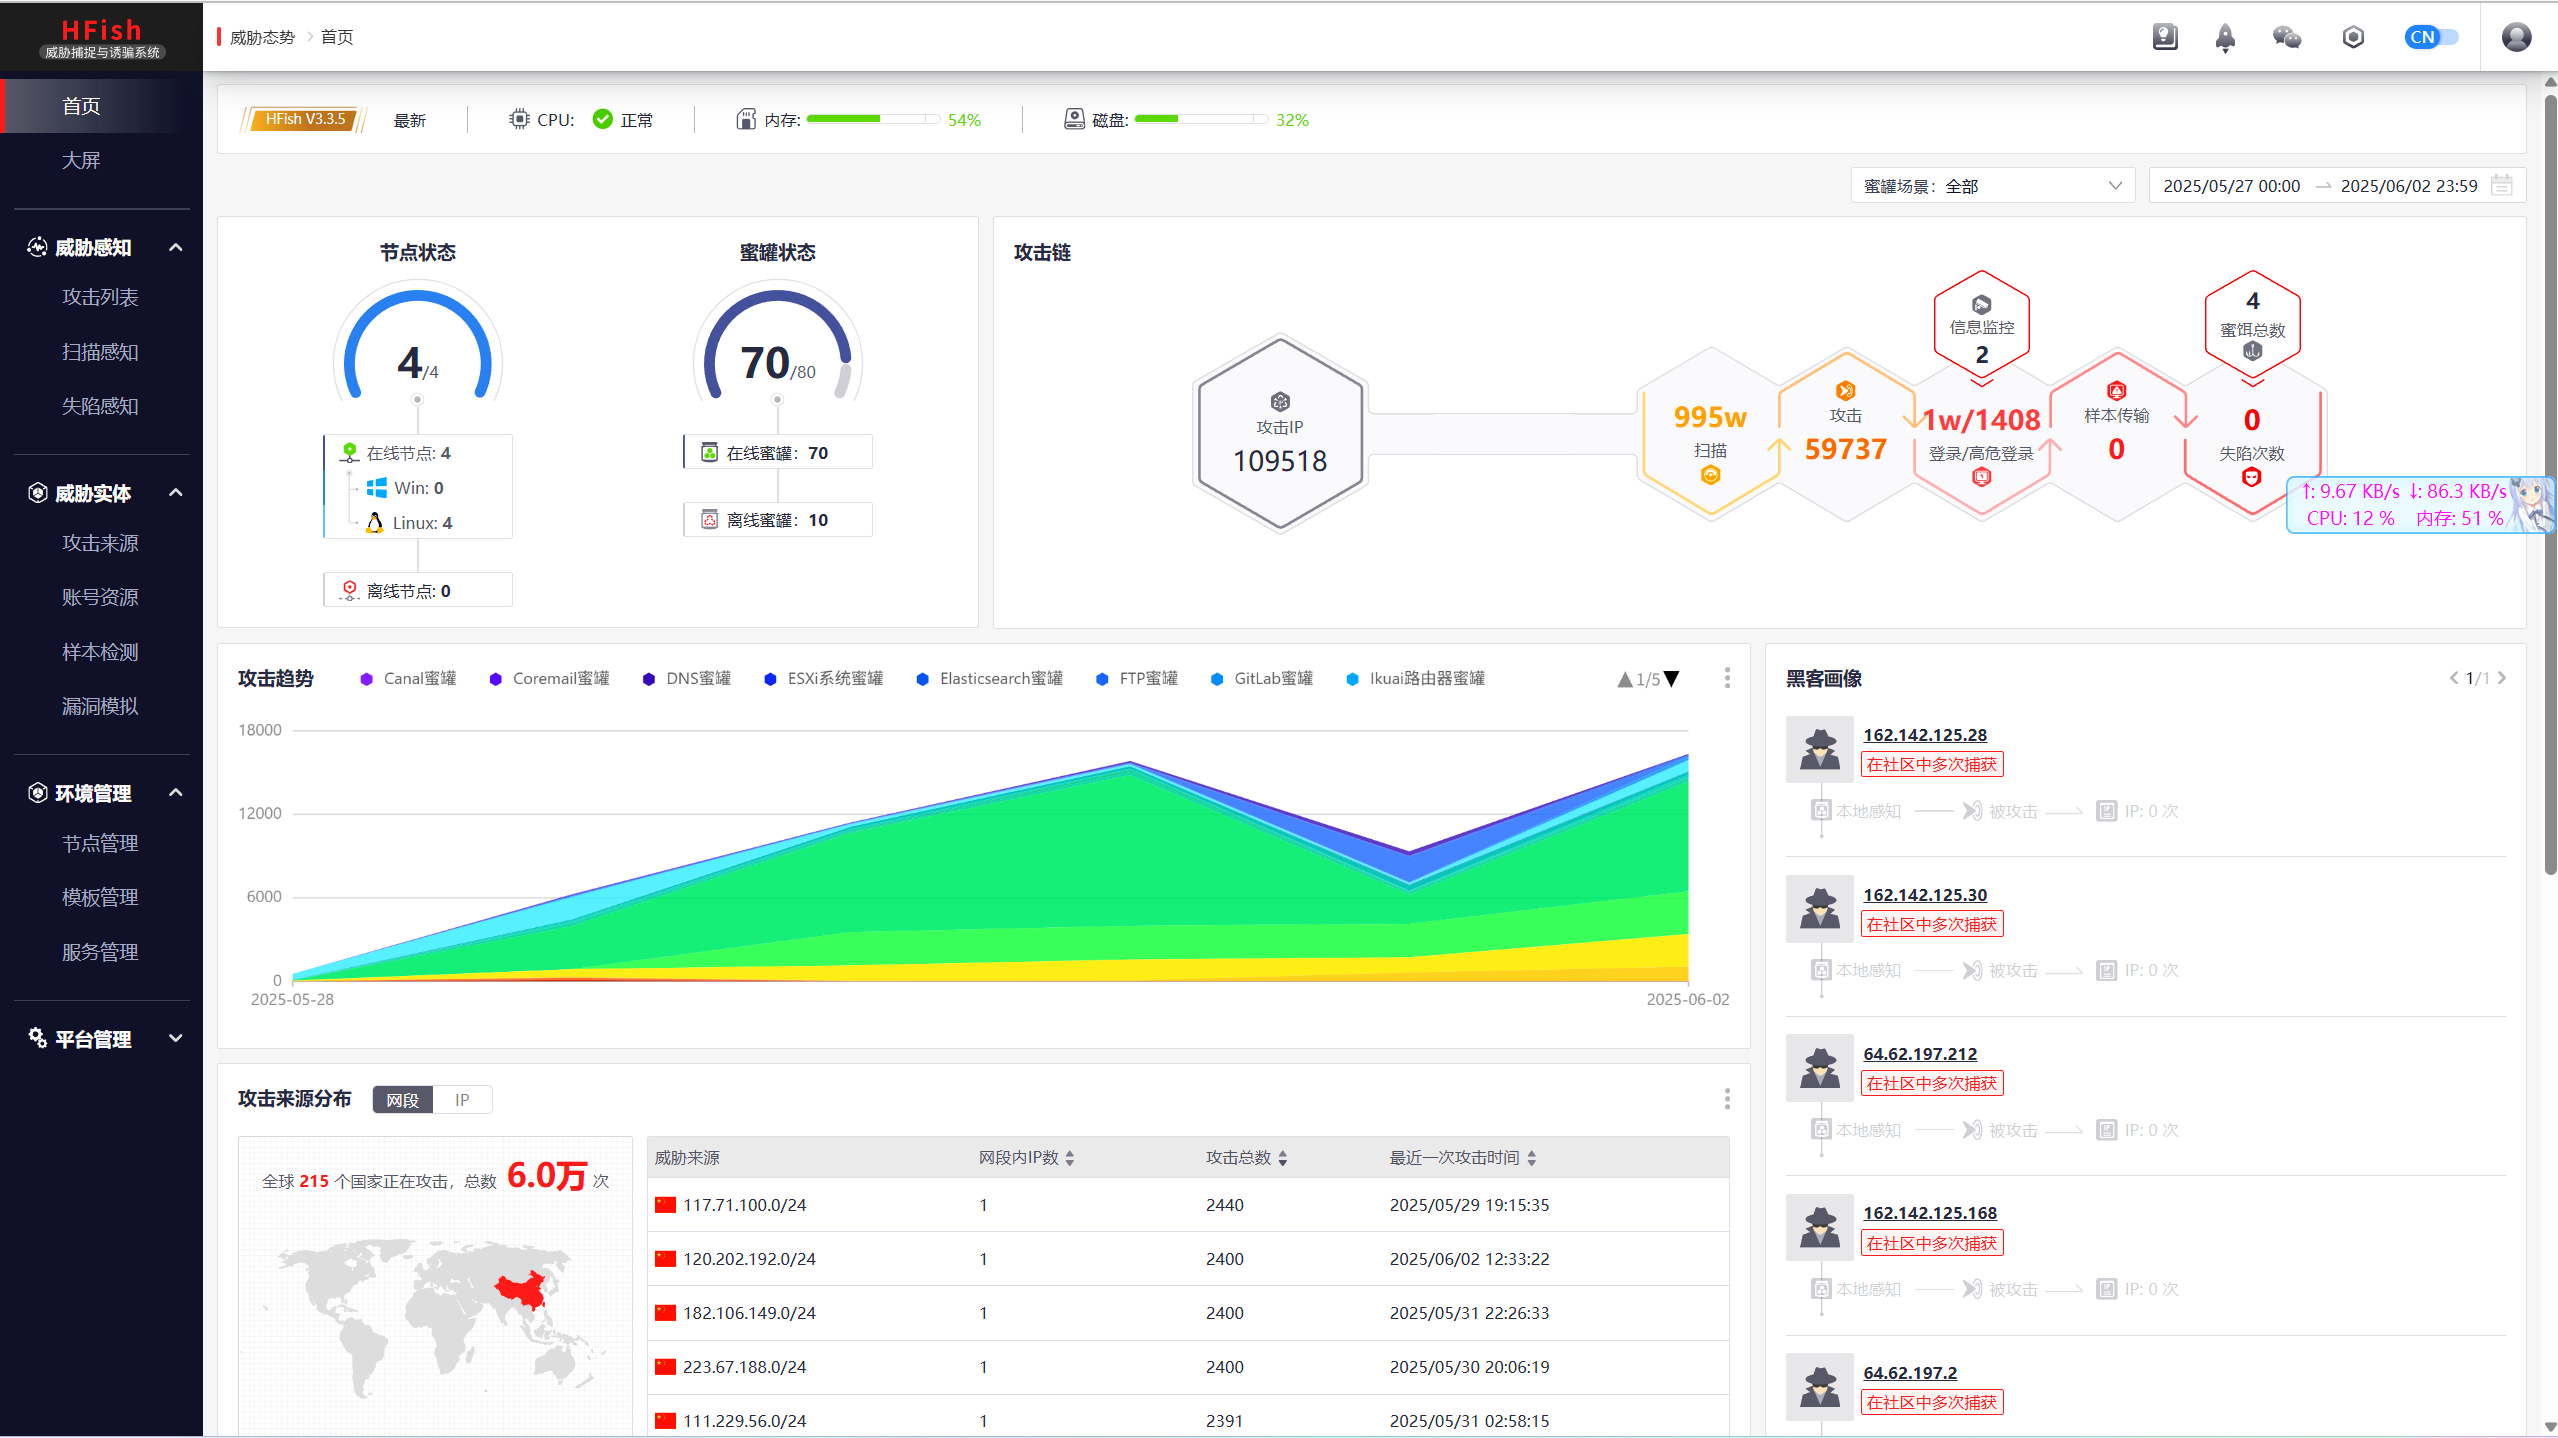 HFish
威胁捕捉与诱骗系统
威胁态势 > 首页
CN
首页
大屏
威胁感知
攻击列表
扫描感知
失陷感知
威胁实体
攻击来源
账号资源
样本检测
漏洞模拟
环境管理
节点管理
模板管理
服务管理
平台管理
HFish V3.3.5 最新 CPU: 正常 内存: 54% 磁盘: 32%
蜜罐场景: 全部 2025/05/27 00:00 → 2025/06/02 23:59
节点状态
4/4
在线节点: 4
Win: 0
Linux: 4
离线节点: 0
蜜罐状态
70/80
在线蜜罐: 70
离线蜜罐: 10
攻击链
攻击IP
109518
995w
扫描
攻击
59737
信息监控
2
1w/1408
登录/高危登录
样本传输
0
4
蜜饵总数
0
失陷次数
↑: 9.67 KB/s ↓: 86.3 KB/s
CPU: 12 % 内存: 51 %
攻击趋势 Canal蜜罐 Coremail蜜罐 DNS蜜罐 ESXi系统蜜罐 Elasticsearch蜜罐 FTP蜜罐 GitLab蜜罐 Ikuai路由器蜜罐 ▲1/5▼
18000
12000
6000
0
2025-05-28 2025-06-02
攻击来源分布 网段 IP
全球 215 个国家正在攻击，总数 6.0万 次
威胁来源 网段内IP数 攻击总数 最近一次攻击时间
117.71.100.0/24 1 2440 2025/05/29 19:15:35
120.202.192.0/24 1 2400 2025/06/02 12:33:22
182.106.149.0/24 1 2400 2025/05/31 22:26:33
223.67.188.0/24 1 2400 2025/05/30 20:06:19
111.229.56.0/24 1 2391 2025/05/31 02:58:15
黑客画像 < 1/1 >
162.142.125.28
在社区中多次捕获
本地感知 被攻击 IP: 0 次
162.142.125.30
在社区中多次捕获
本地感知 被攻击 IP: 0 次
64.62.197.212
在社区中多次捕获
本地感知 被攻击 IP: 0 次
162.142.125.168
在社区中多次捕获
本地感知 被攻击 IP: 0 次
64.62.197.2
在社区中多次捕获